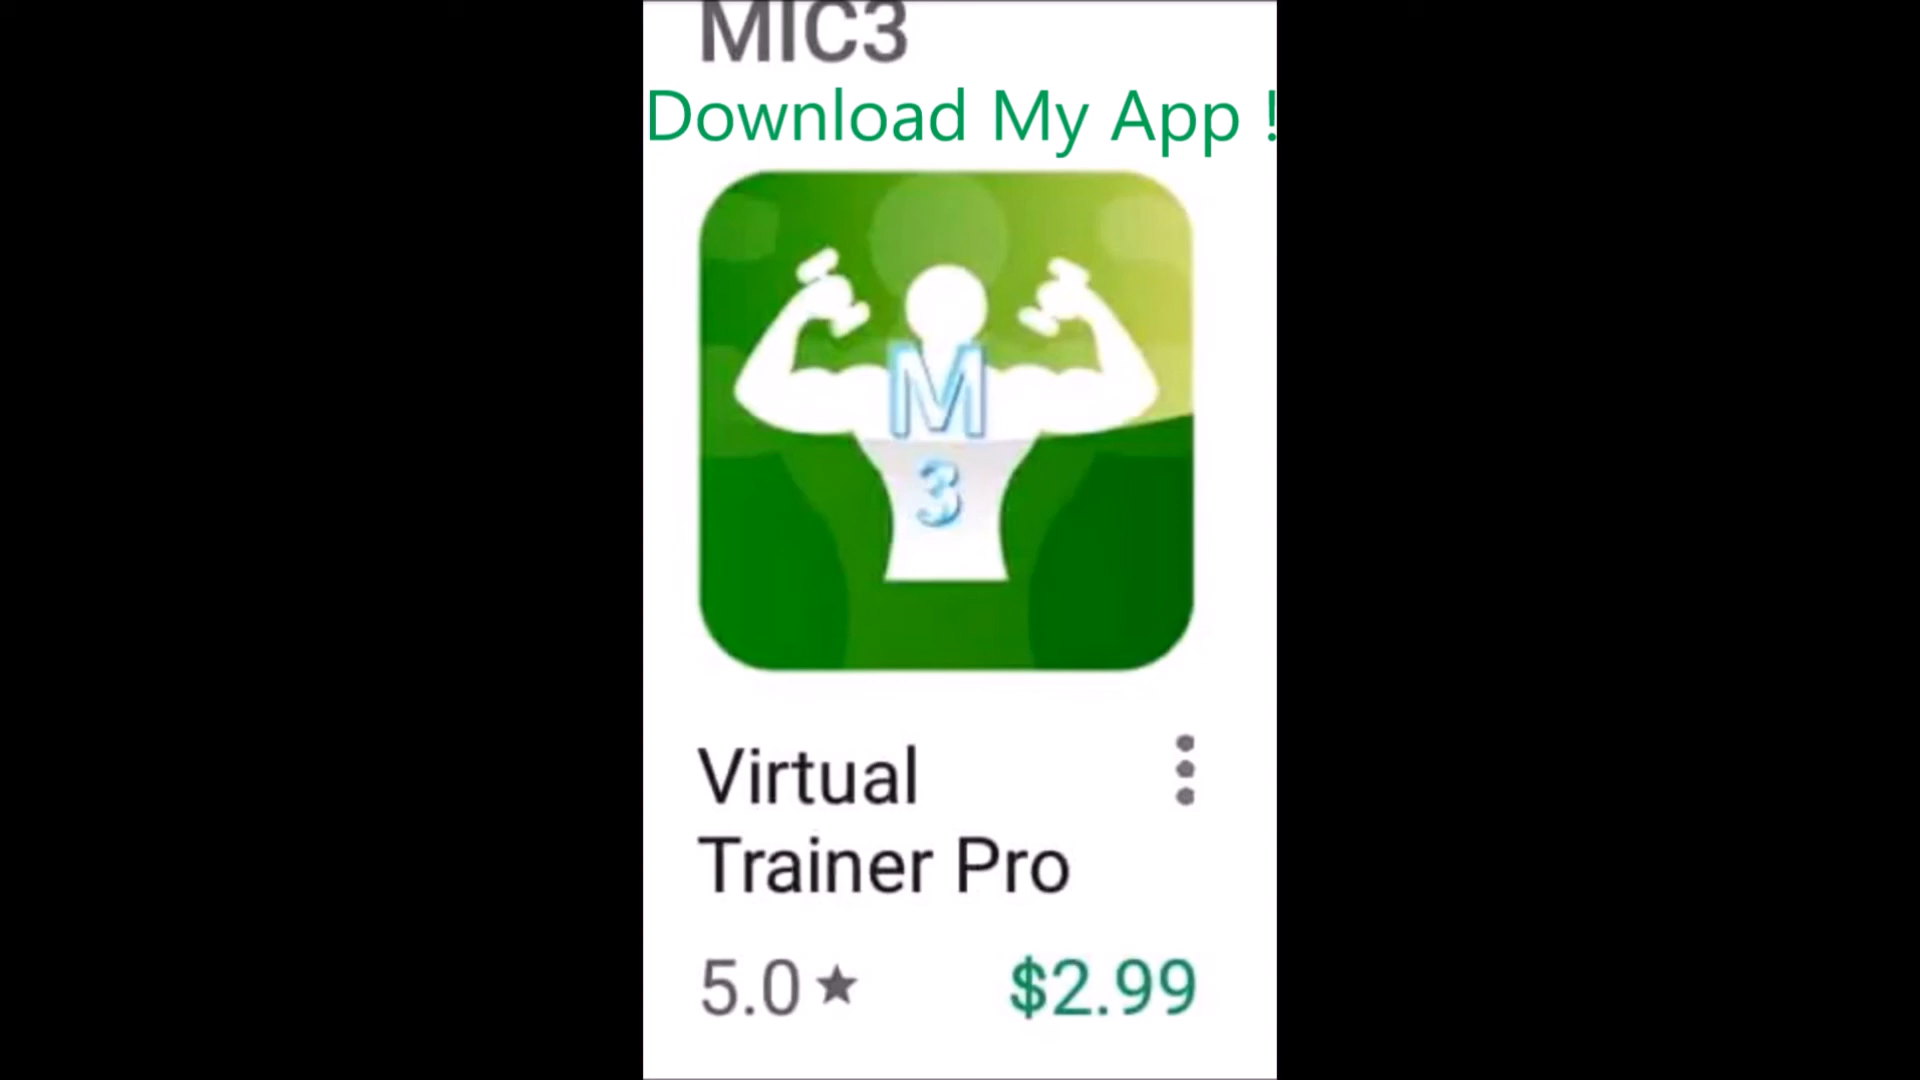 MIC3
Download My App !
M
3
Virtual
Trainer Pro
5.0★
$2.99